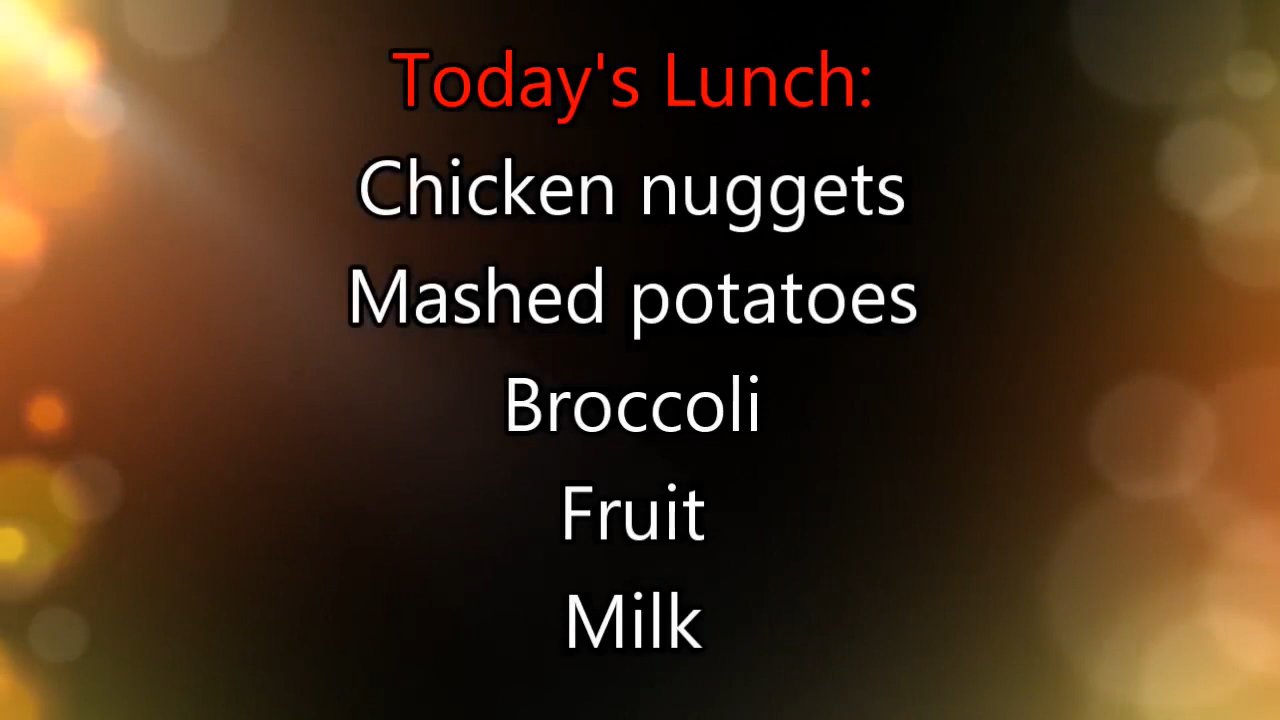 Today's Lunch:
Chicken nuggets
Mashed potatoes
Broccoli
Fruit
Milk